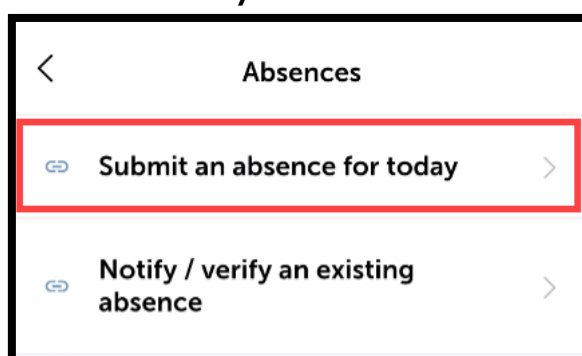 Absences
Submit an absence for today
Notify / verify an existing
absence